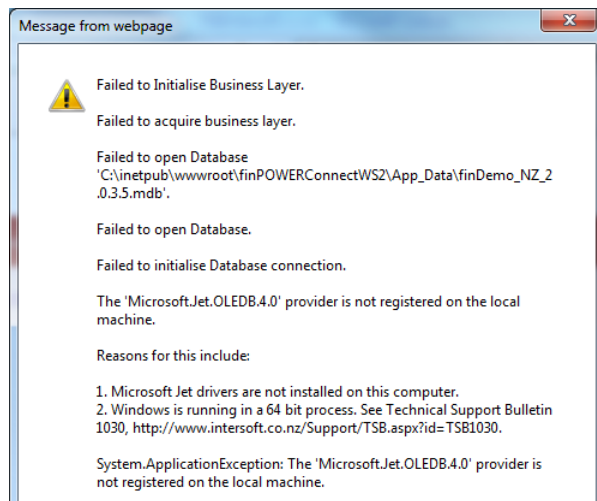 Message from webpage
Failed to Initialise Business Layer.
Failed to acquire business layer.
Failed to open Database
'C:\inetpub\wwwroot\finPOWERConnectWS2\App_Data\finDemo_NZ_2
.0.3.5.mdb'.
Failed to open Database.
Failed to initialise Database connection.
The 'Microsoft.Jet.OLEDB.4.0' provider is not registered on the local
machine.
Reasons for this include:
1. Microsoft Jet drivers are not installed on this computer.
2. Windows is running in a 64 bit process. See Technical Support Bulletin
1030, http://www.intersoft.co.nz/Support/TSB.aspx?id=TSB1030.
System.ApplicationException: The 'Microsoft.Jet.OLEDB.4.0' provider is
not registered on the local machine.